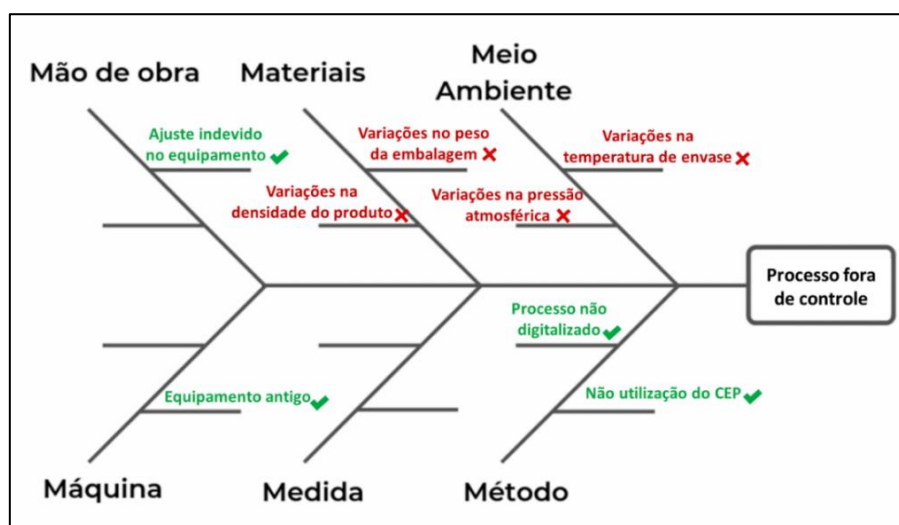 Mão de obra
Materiais
Meio
Ambiente
Ajuste indevido
no equipamento
Variações no peso
da embalagem
Variações na
temperatura de envase
Variações na
densidade do produto
Variações na pressão
atmosférica
Processo fora
de controle
Processo não
digitalizado
Equipamento antigo
Não utilização do CEP
Máquina
Medida
Método